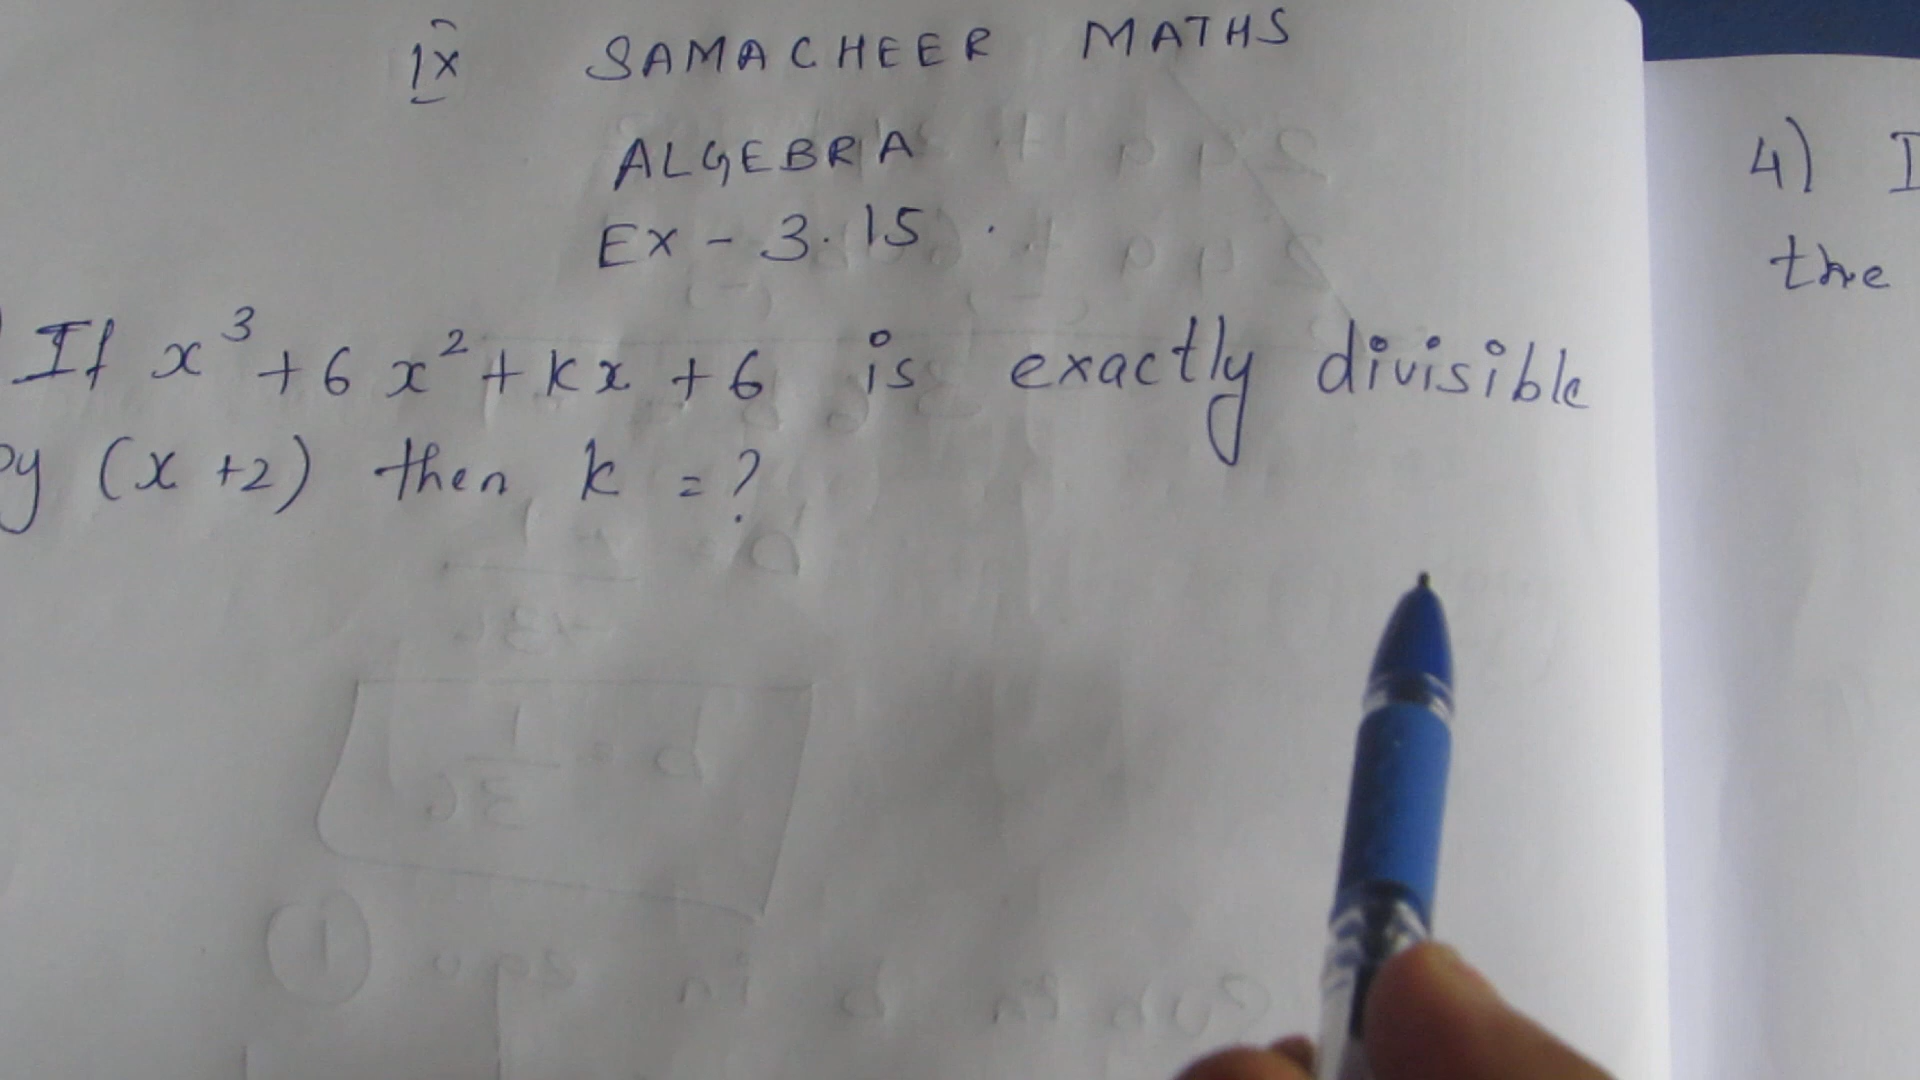 IX SAMACHEER MATHS
ALGEBRA
EX - 3.15.
If x³ + 6x² + kx + 6 is exactly divisible
by (x + 2) then k = ?
4) I
the